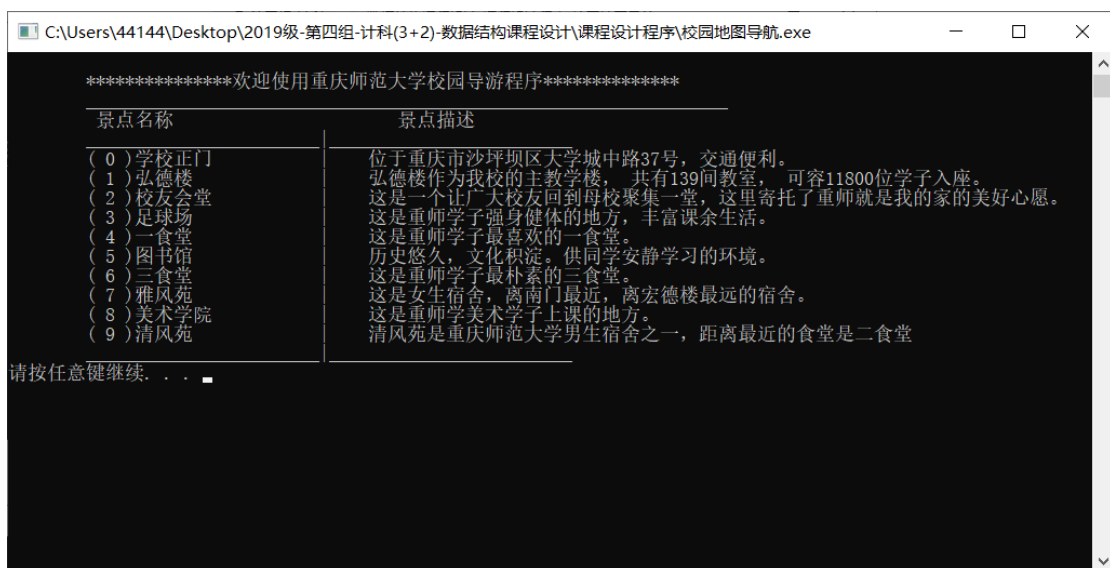 C:\Users\44144\Desktop\2019级-第四组-计科(3+2)-数据结构课程设计\课程设计程序\校园地图导航.exe
***************欢迎使用重庆师范大学校园导游程序**************
景点名称 景点描述
( 0 )学校正门 | 位于重庆市沙坪坝区大学城中路37号，交通便利。
( 1 )弘德楼 | 弘德楼作为我校的主教学楼， 共有139间教室， 可容11800位学子入座。
( 2 )校友会堂 | 这是一个让广大校友回到母校聚集一堂，这里寄托了重师就是我的家的美好心愿。
( 3 )足球场 | 这是重师学子强身健体的地方，丰富课余生活。
( 4 )一食堂 | 这是重师学子最喜欢的一食堂。
( 5 )图书馆 | 历史悠久，文化积淀。供同学安静学习的环境。
( 6 )三食堂 | 这是重师学子最朴素的三食堂。
( 7 )雅风苑 | 这是女生宿舍，离南门最近，离宏德楼最远的宿舍。
( 8 )美术学院 | 这是重师学美术学子上课的地方。
( 9 )清风苑 | 清风苑是重庆师范大学男生宿舍之一，距离最近的食堂是二食堂
请按任意键继续. . .